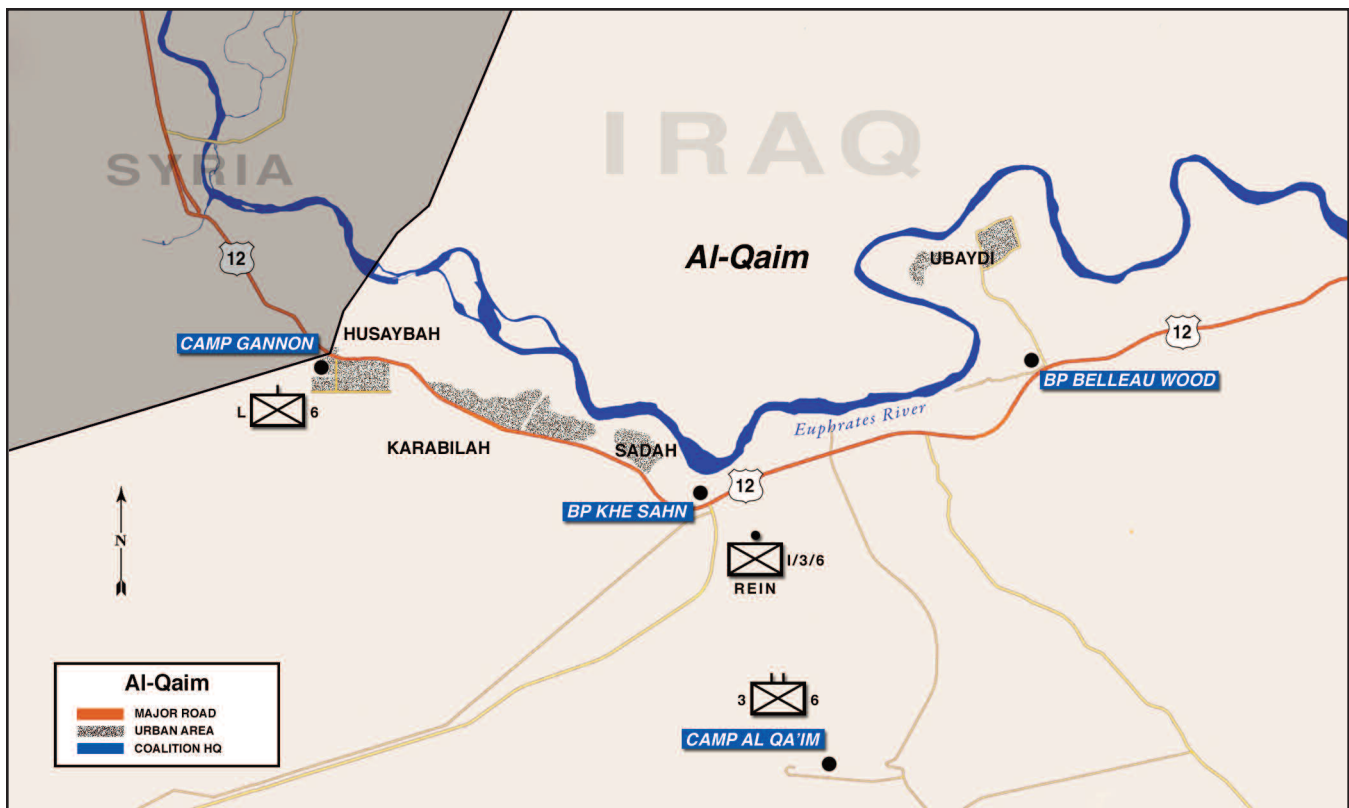 IRAQ
SYRIA
Al-Qaim
UBAYDI
12
12
HUSAYBAH
CAMP GANNON
BP BELLEAU WOOD
L 6
Euphrates River
KARABILAH
SADAH
12
BP KHE SAHN
N
I/3/6
REIN
3 6
CAMP AL QA'IM
Al-Qaim
MAJOR ROAD
URBAN AREA
COALITION HQ